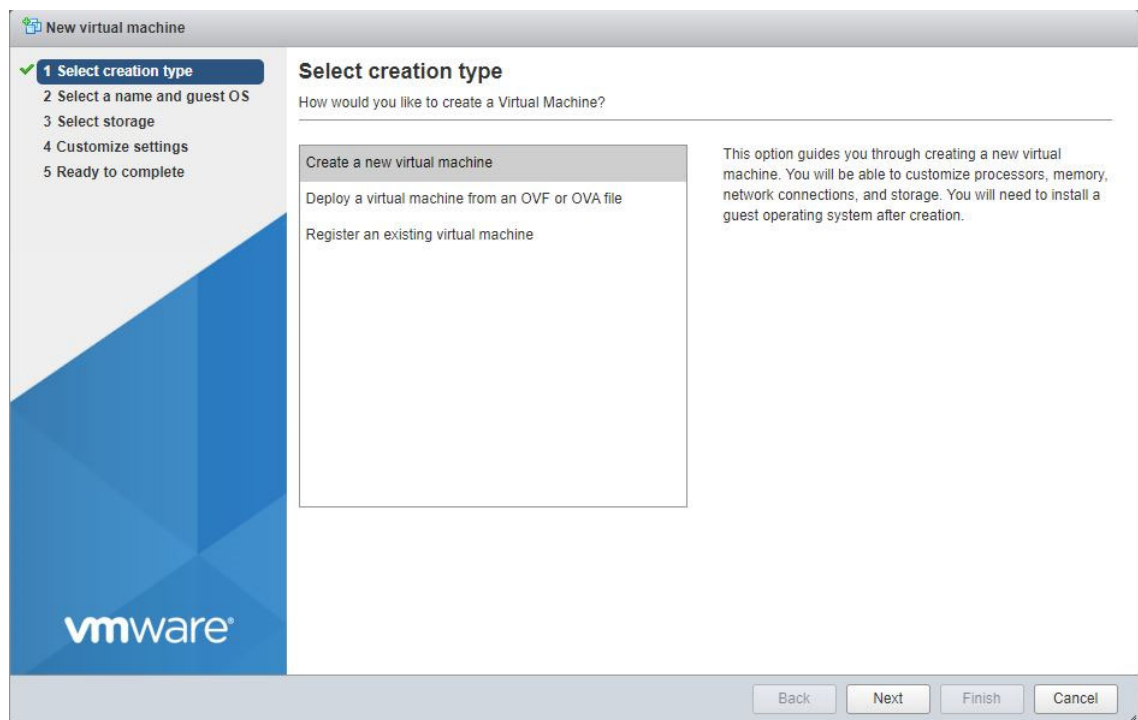 New virtual machine
1 Select creation type
2 Select a name and guest OS
3 Select storage
4 Customize settings
5 Ready to complete
Select creation type
How would you like to create a Virtual Machine?
Create a new virtual machine
Deploy a virtual machine from an OVF or OVA file
Register an existing virtual machine
This option guides you through creating a new virtual
machine. You will be able to customize processors, memory,
network connections, and storage. You will need to install a
guest operating system after creation.
vmware®
Back
Next
Finish
Cancel